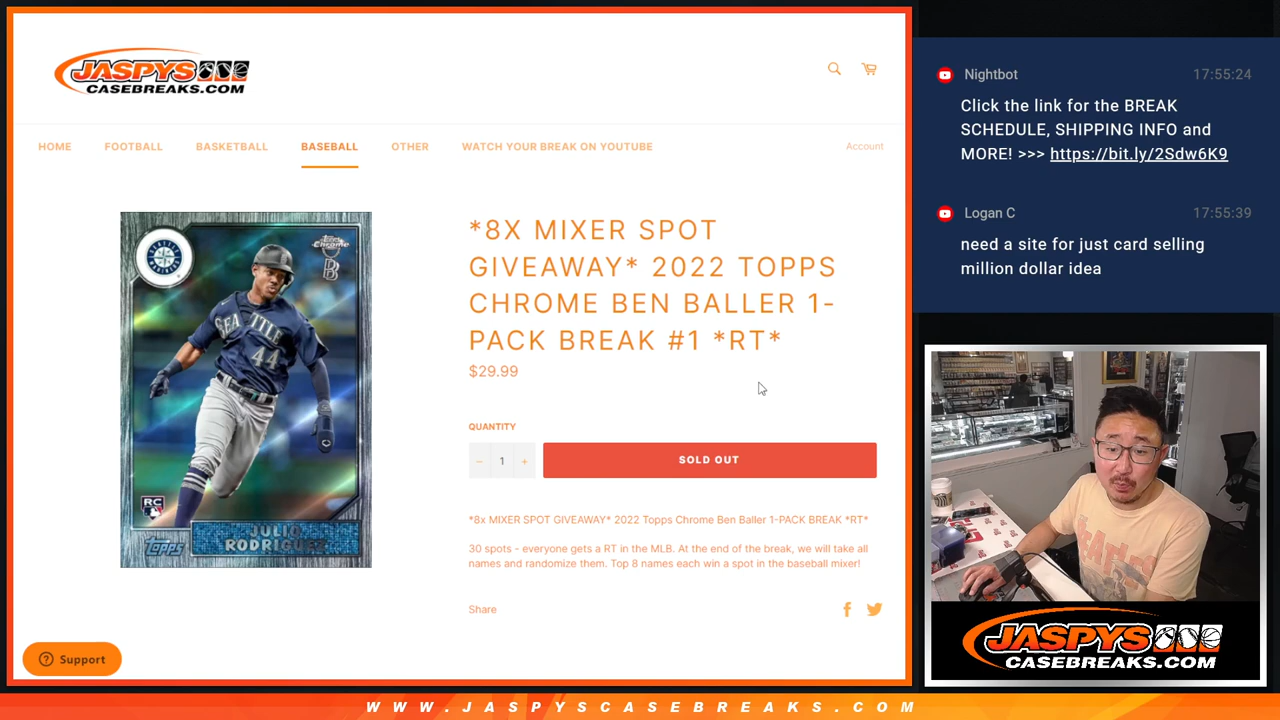 JASPYS
CASEBREAKS.COM
HOME FOOTBALL BASKETBALL BASEBALL OTHER WATCH YOUR BREAK ON YOUTUBE Account
Chrome
SEATTLE
44
RC
Topps
JULIO
RODRIGUEZ
*8X MIXER SPOT
GIVEAWAY* 2022 TOPPS
CHROME BEN BALLER 1-
PACK BREAK #1 *RT*
$29.99
QUANTITY
− 1 +
SOLD OUT
*8x MIXER SPOT GIVEAWAY* 2022 Topps Chrome Ben Baller 1-PACK BREAK *RT*
30 spots - everyone gets a RT in the MLB. At the end of the break, we will take all
names and randomize them. Top 8 names each win a spot in the baseball mixer!
Share
Support
Nightbot 17:55:24
Click the link for the BREAK
SCHEDULE, SHIPPING INFO and
MORE! >>> https://bit.ly/2Sdw6K9
Logan C 17:55:39
need a site for just card selling
million dollar idea
JASPYS
CASEBREAKS.COM
WWW.JASPYSCASEBREAKS.COM